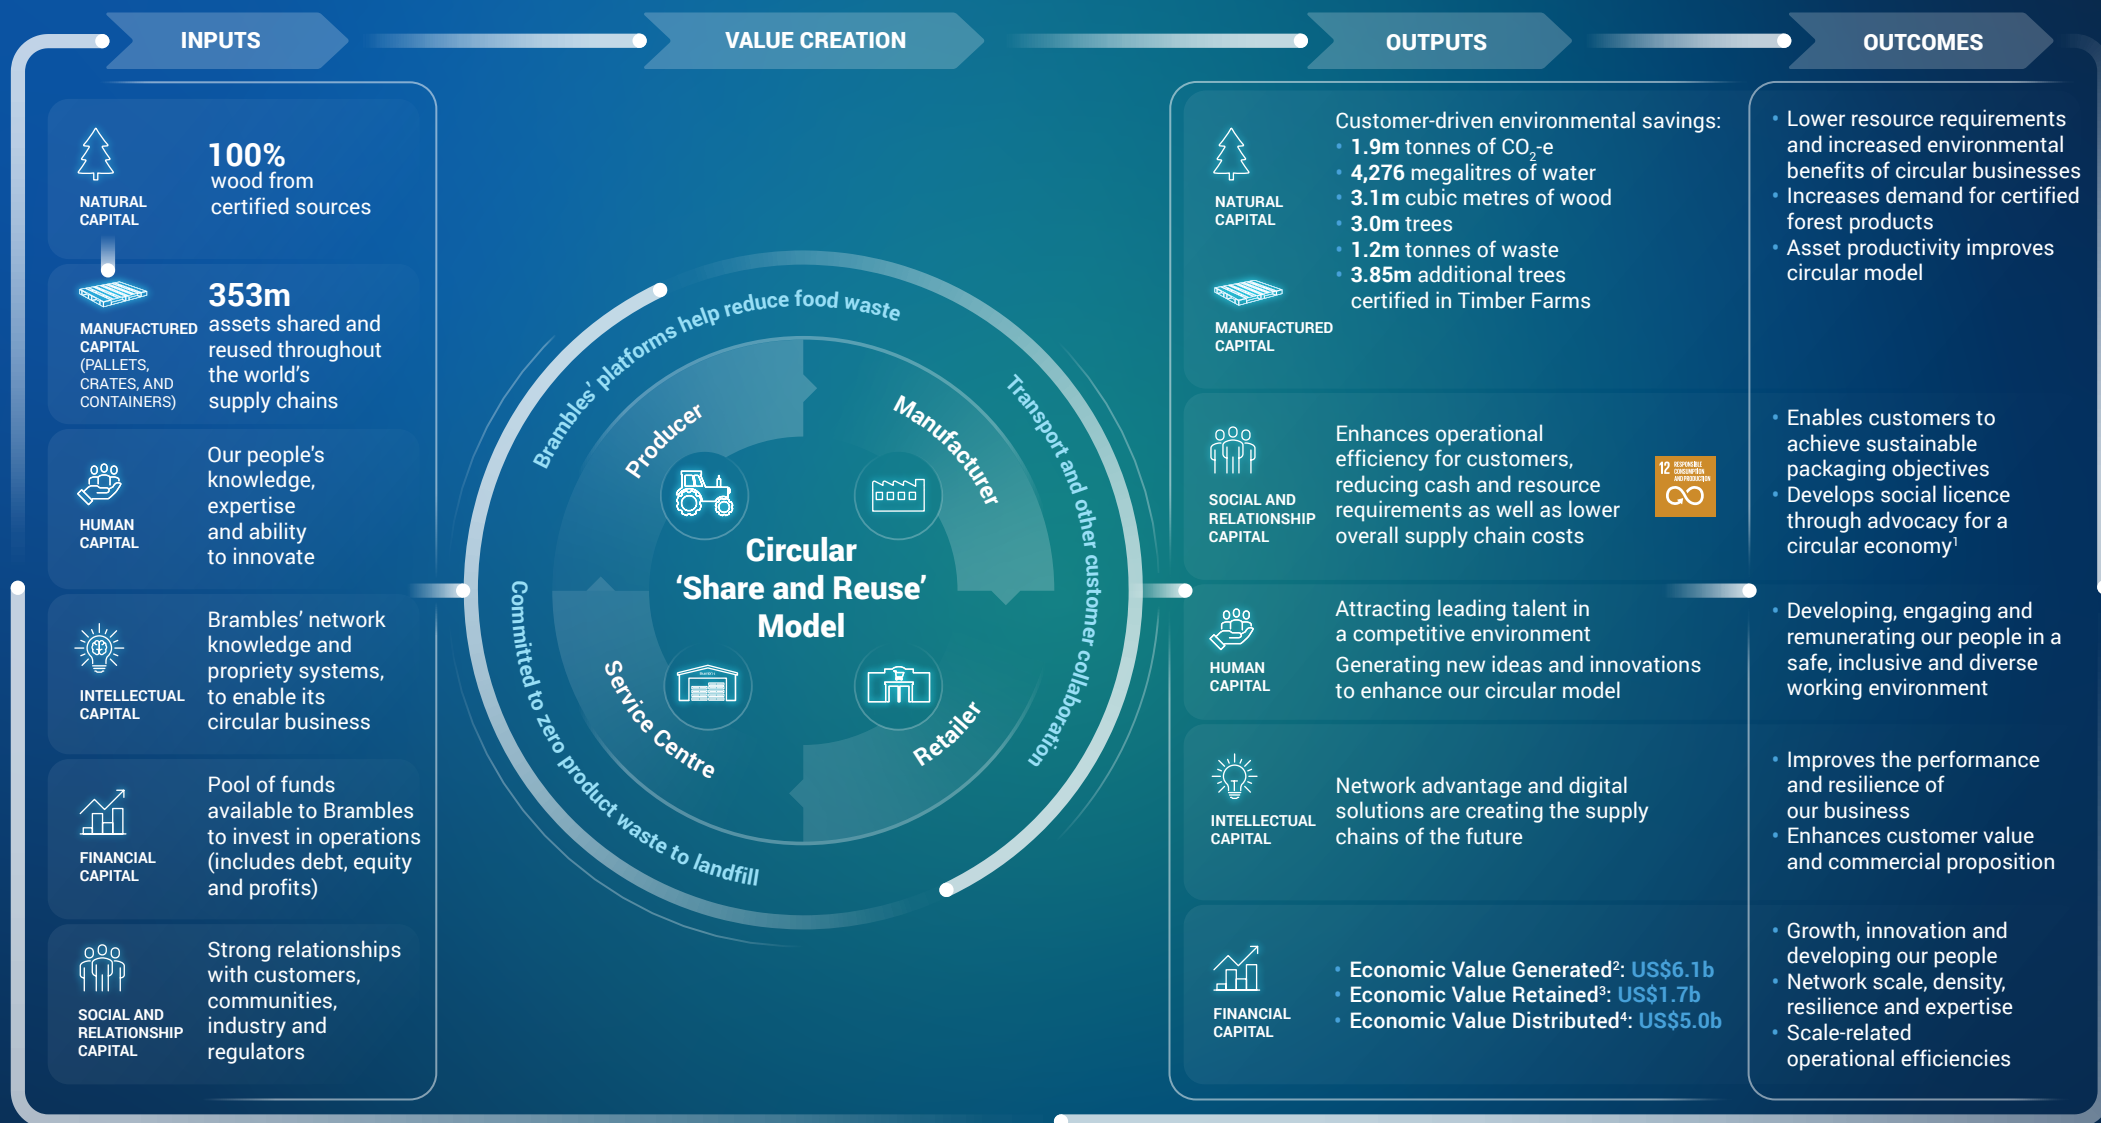 INPUTS
VALUE CREATION
OUTPUTS
OUTCOMES
NATURAL
CAPITAL
100%
wood from
certified sources
MANUFACTURED
CAPITAL
(PALLETS,
CRATES, AND
CONTAINERS)
353m
assets shared and
reused throughout
the world's
supply chains
HUMAN
CAPITAL
Our people's
knowledge,
expertise
and ability
to innovate
INTELLECTUAL
CAPITAL
Brambles' network
knowledge and
propriety systems,
to enable its
circular business
FINANCIAL
CAPITAL
Pool of funds
available to Brambles
to invest in operations
(includes debt, equity
and profits)
SOCIAL AND
RELATIONSHIP
CAPITAL
Strong relationships
with customers,
communities,
industry and
regulators
Brambles' platforms help reduce food waste
Transport and other customer collaboration
Committed to zero product waste to landfill
Producer
Manufacturer
Retailer
Service Centre
Circular
'Share and Reuse'
Model
NATURAL
CAPITAL
MANUFACTURED
CAPITAL
Customer-driven environmental savings:
• 1.9m tonnes of CO₂-e
• 4,276 megalitres of water
• 3.1m cubic metres of wood
• 3.0m trees
• 1.2m tonnes of waste
• 3.85m additional trees
certified in Timber Farms
SOCIAL AND
RELATIONSHIP
CAPITAL
Enhances operational
efficiency for customers,
reducing cash and resource
requirements as well as lower
overall supply chain costs
12 RESPONSIBLE
CONSUMPTION
AND PRODUCTION
HUMAN
CAPITAL
Attracting leading talent in
a competitive environment
Generating new ideas and innovations
to enhance our circular model
INTELLECTUAL
CAPITAL
Network advantage and digital
solutions are creating the supply
chains of the future
FINANCIAL
CAPITAL
• Economic Value Generated²: US$6.1b
• Economic Value Retained³: US$1.7b
• Economic Value Distributed⁴: US$5.0b
• Lower resource requirements
and increased environmental
benefits of circular businesses
• Increases demand for certified
forest products
• Asset productivity improves
circular model
• Enables customers to
achieve sustainable
packaging objectives
• Develops social licence
through advocacy for a
circular economy¹
• Developing, engaging and
remunerating our people in a
safe, inclusive and diverse
working environment
• Improves the performance
and resilience of
our business
• Enhances customer value
and commercial proposition
• Growth, innovation and
developing our people
• Network scale, density,
resilience and expertise
• Scale-related
operational efficiencies